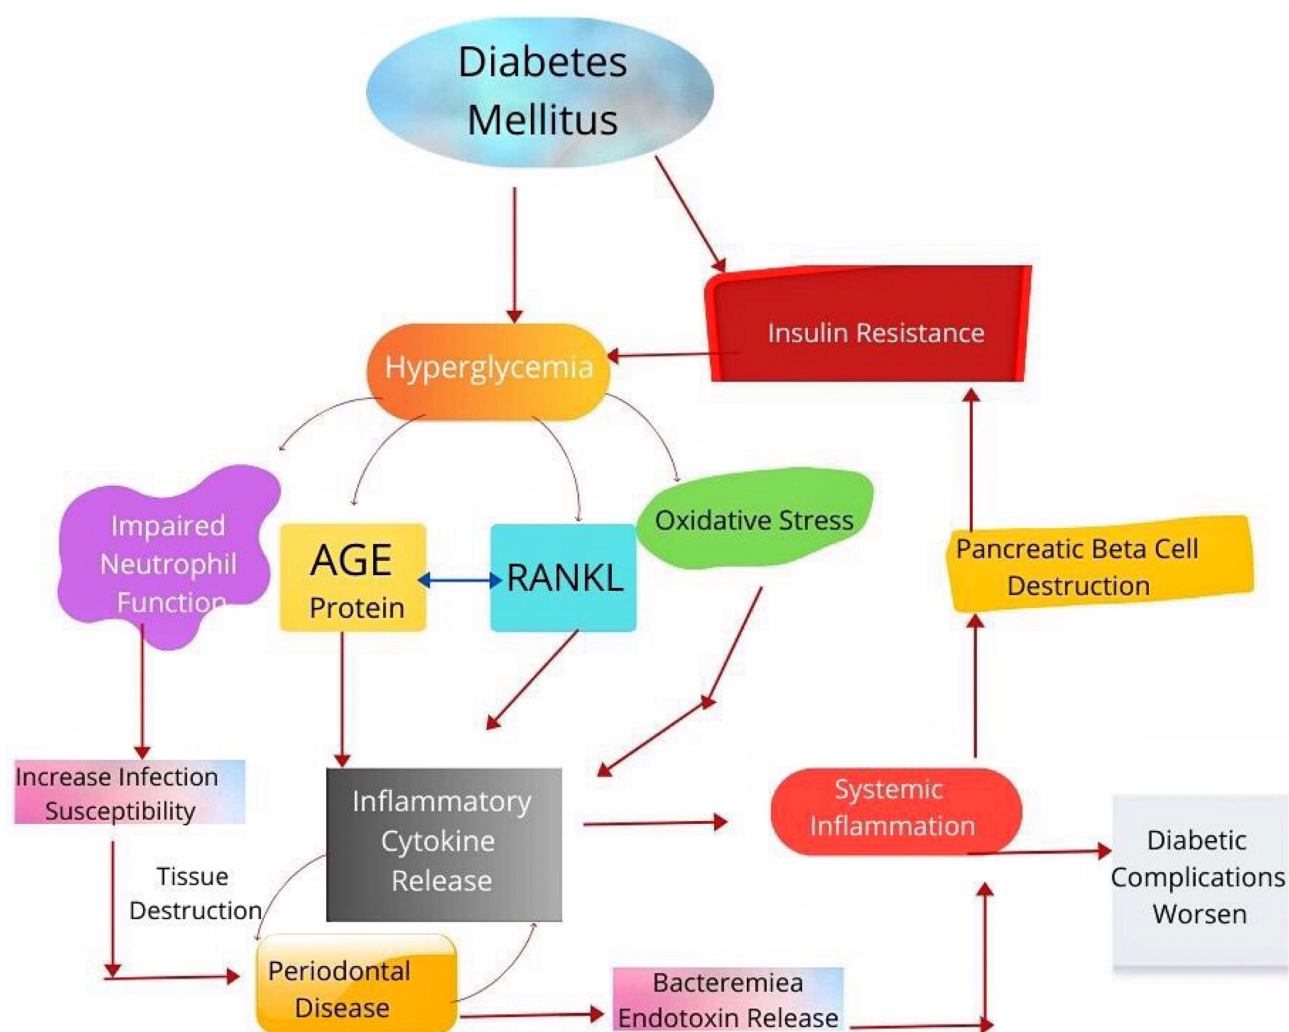 Diabetes
Mellitus
Insulin Resistance
Hyperglycemia
Impaired
Neutrophil
Function
AGE
Protein
RANKL
Oxidative Stress
Pancreatic Beta Cell
Destruction
Increase Infection
Susceptibility
Inflammatory
Cytokine
Release
Systemic
Inflammation
Diabetic
Complications
Worsen
Tissue
Destruction
Periodontal
Disease
Bacteremiea
Endotoxin Release